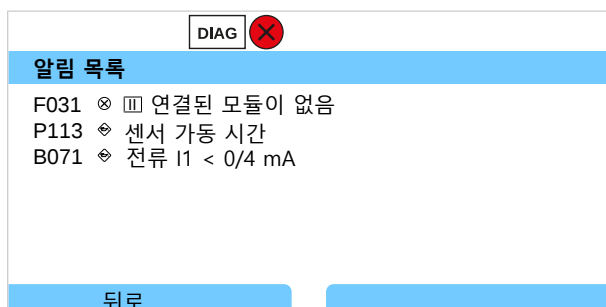 DIAG
알림 목록
F031 ⊗ Ⅲ 연결된 모듈이 없음
P113 센서 가동 시간
B071 전류 I1 < 0/4 mA
뒤로